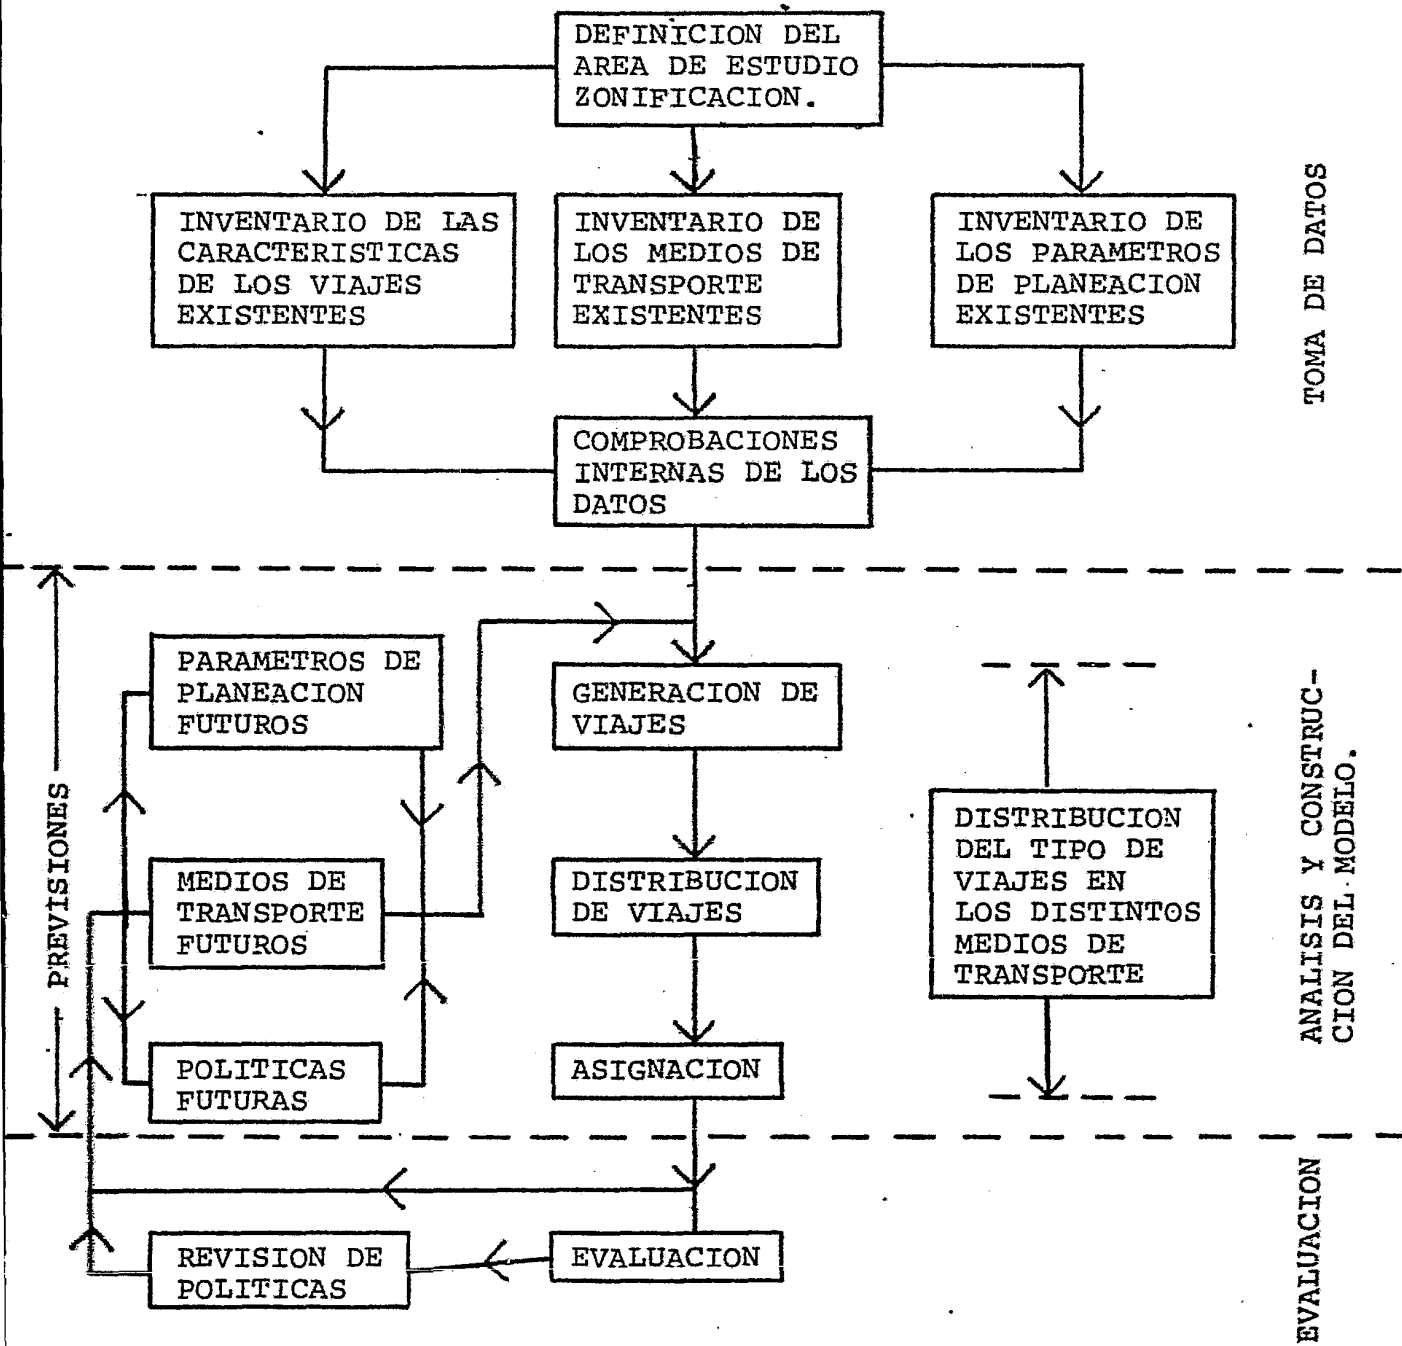 DEFINICION DEL
AREA DE ESTUDIO
ZONIFICACION.
INVENTARIO DE LAS
CARACTERISTICAS
DE LOS VIAJES
EXISTENTES
INVENTARIO DE
LOS MEDIOS DE
TRANSPORTE
EXISTENTES
INVENTARIO DE
LOS PARAMETROS
DE PLANEACION
EXISTENTES
TOMA DE DATOS
COMPROBACIONES
INTERNAS DE LOS
DATOS
PREVISIONES
PARAMETROS DE
PLANEACION
FUTUROS
GENERACION DE
VIAJES
MEDIOS DE
TRANSPORTE
FUTUROS
DISTRIBUCION
DE VIAJES
DISTRIBUCION
DEL TIPO DE
VIAJES EN
LOS DISTINTOS
MEDIOS DE
TRANSPORTE
POLITICAS
FUTURAS
ASIGNACION
ANALISIS Y CONSTRUC-
CION DEL MODELO.
REVISION DE
POLITICAS
EVALUACION
EVALUACION